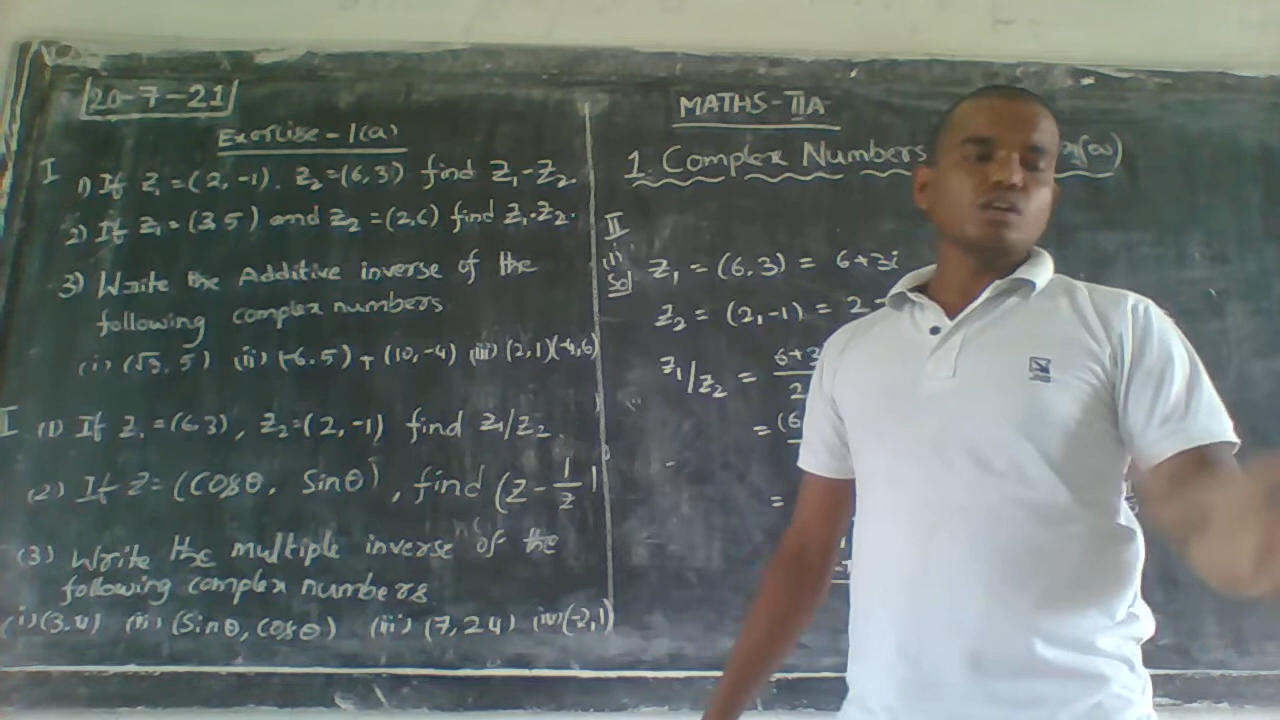 20-7-21
Exercise - 1(a)
I
1) If Z₁ = (2, -1). Z₂ = (6, 3) find Z₁ - Z₂.
2) If Z₁ = (3, 5) and Z₂ = (2, 6) find Z₁.Z₂.
3) Write the Additive inverse of the
following complex numbers
(i) (√3, 5) (ii) (-6, 5) + (10, -4) (iii) (2, 1)(-4, 6)
I (1) If Z₁ = (6 3), Z₂ = (2, -1) find Z₁/Z₂
(2) If Z = (Cosθ, Sinθ), find (Z - 1/Z)
(3) Write the multiple inverse of the
following complex numbers
(i) (3, 4) (ii) (Sinθ, Cosθ) (iii) (7, 24) (iv) (-2, 1)
MATHS - IIA
1. Complex Numbers
II
(1)
Sol Z₁ = (6, 3) = 6+3i
Z₂ = (2, -1) = 2 -
Z₁/Z₂ = 6+3
2
= (6
=